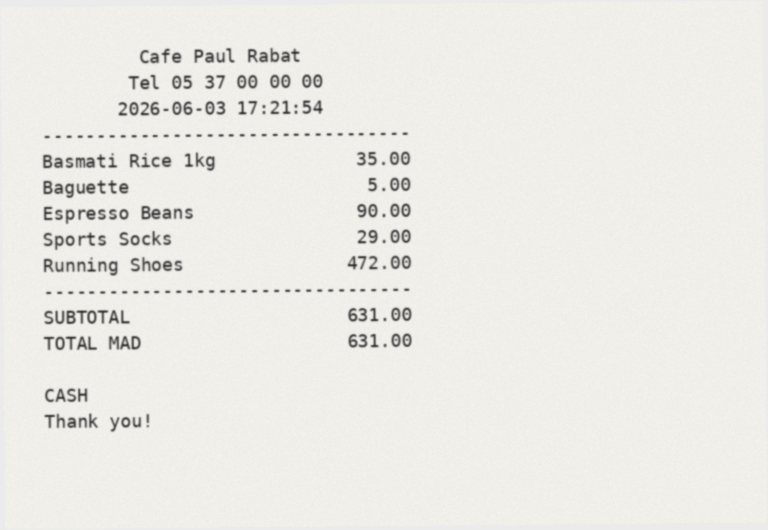 Cafe Paul Rabat
Tel 05 37 00 00 00
2026-06-03 17:21:54
----------------------------------
Basmati Rice 1kg 35.00
Baguette 5.00
Espresso Beans 90.00
Sports Socks 29.00
Running Shoes 472.00
----------------------------------
SUBTOTAL 631.00
TOTAL MAD 631.00
CASH
Thank you!